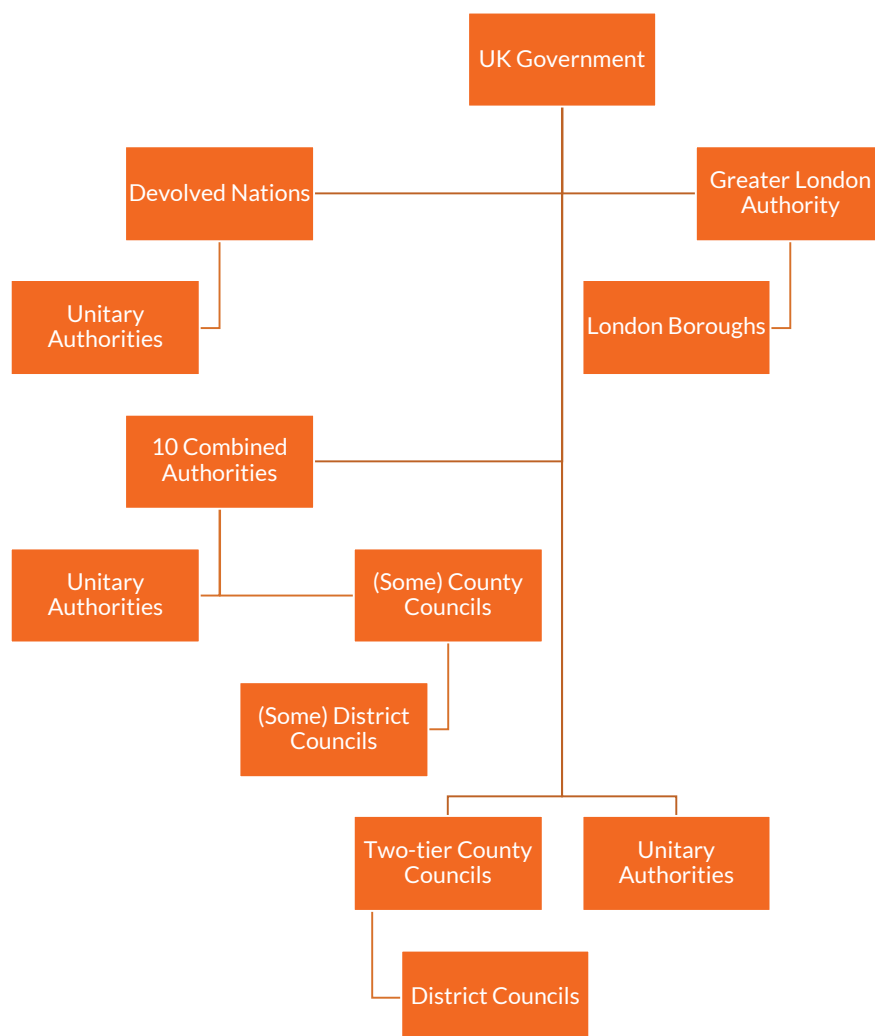 UK Government
Devolved Nations
Greater London
Authority
Unitary
Authorities
London Boroughs
10 Combined
Authorities
Unitary
Authorities
(Some) County
Councils
(Some) District
Councils
Two-tier County
Councils
Unitary
Authorities
District Councils